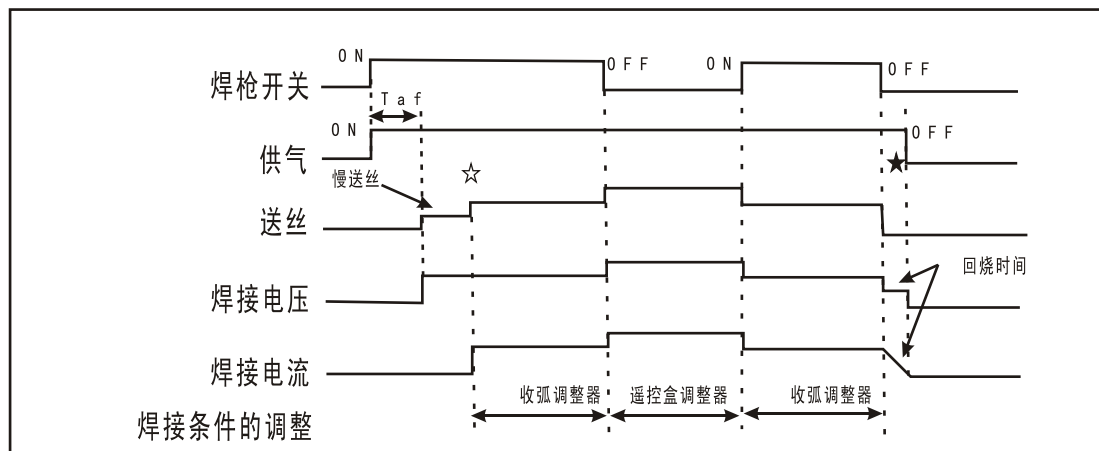 ON OFF ON OFF
焊枪开关
Taf
ON OFF
供气
慢送丝
送丝
回烧时间
焊接电压
焊接电流
收弧调整器 遥控盒调整器 收弧调整器
焊接条件的调整